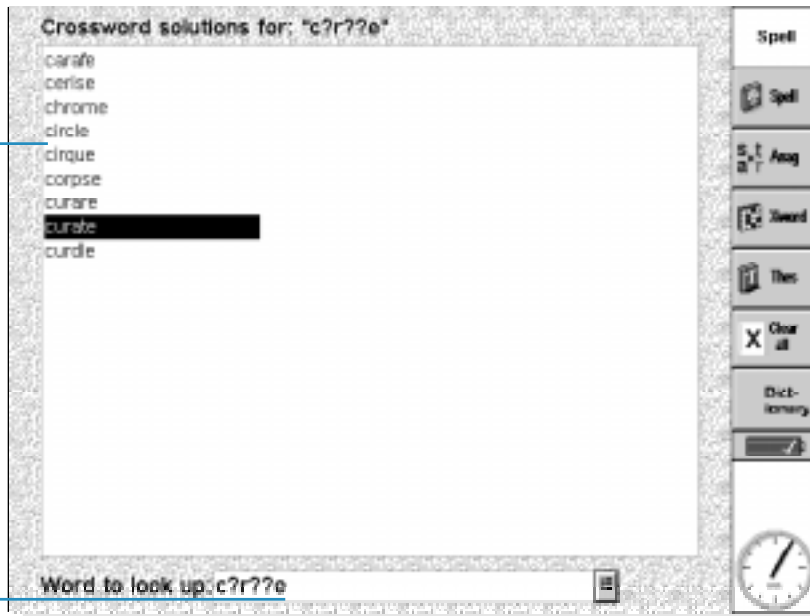 Crossword solutions for: "c?r??e"
carafe
cerise
chrome
circle
cirque
corpse
curare
curate
curdle
Word to look up: c?r??e
Spell
Spell
s t
a r
Anag
Xword
Thes
X Clear
all
Dict-
ionary